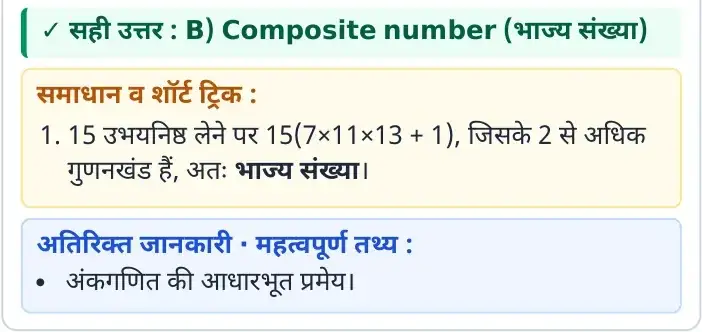 ✓ सही उत्तर : B) Composite number (भाज्य संख्या)
समाधान व शॉर्ट ट्रिक :
1. 15 उभयनिष्ठ लेने पर 15(7×11×13 + 1), जिसके 2 से अधिक
गुणनखंड हैं, अतः भाज्य संख्या।
अतिरिक्त जानकारी · महत्वपूर्ण तथ्य :
• अंकगणित की आधारभूत प्रमेय।